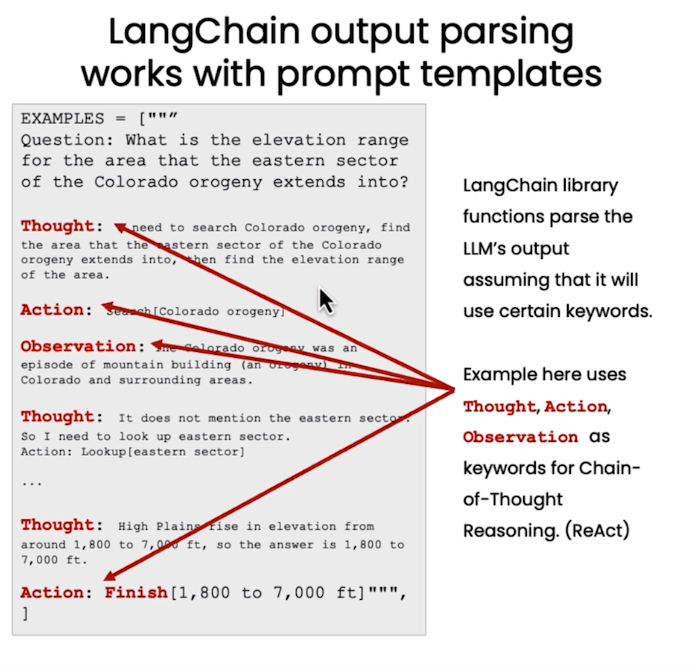 LangChain output parsing
works with prompt templates
EXAMPLES = ["""
Question: What is the elevation range
for the area that the eastern sector
of the Colorado orogeny extends into?
Thought: need to search Colorado orogeny, find
the area that the eastern sector of the Colorado
orogeny extends into, then find the elevation range
of the area.
Action: Search[Colorado orogeny]
Observation: The Colorado orogeny was an
episode of mountain building (an orogeny) in
Colorado and surrounding areas.
Thought: It does not mention the eastern sector.
So I need to look up eastern sector.
Action: Lookup[eastern sector]
...
Thought: High Plains rise in elevation from
around 1,800 to 7,000 ft, so the answer is 1,800 to
7,000 ft.
Action: Finish[1,800 to 7,000 ft]""",
]
LangChain library
functions parse the
LLM's output
assuming that it will
use certain keywords.
Example here uses
Thought, Action,
Observation as
keywords for Chain-
of-Thought
Reasoning. (ReAct)